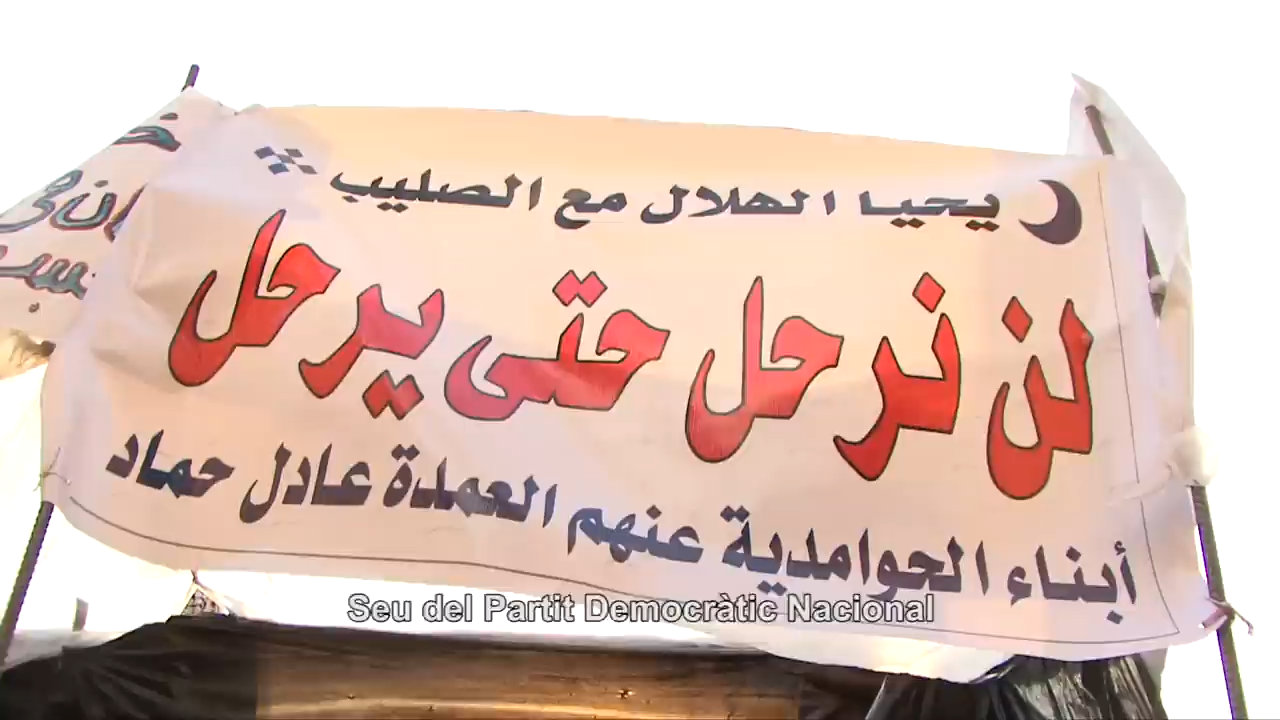 يحيا الهلال مع الصليب
لن نرحل حتى يرحل
أبناء الحوامدية عنهم العمدة عادل حماد
Seu del Partit Democràtic Nacional